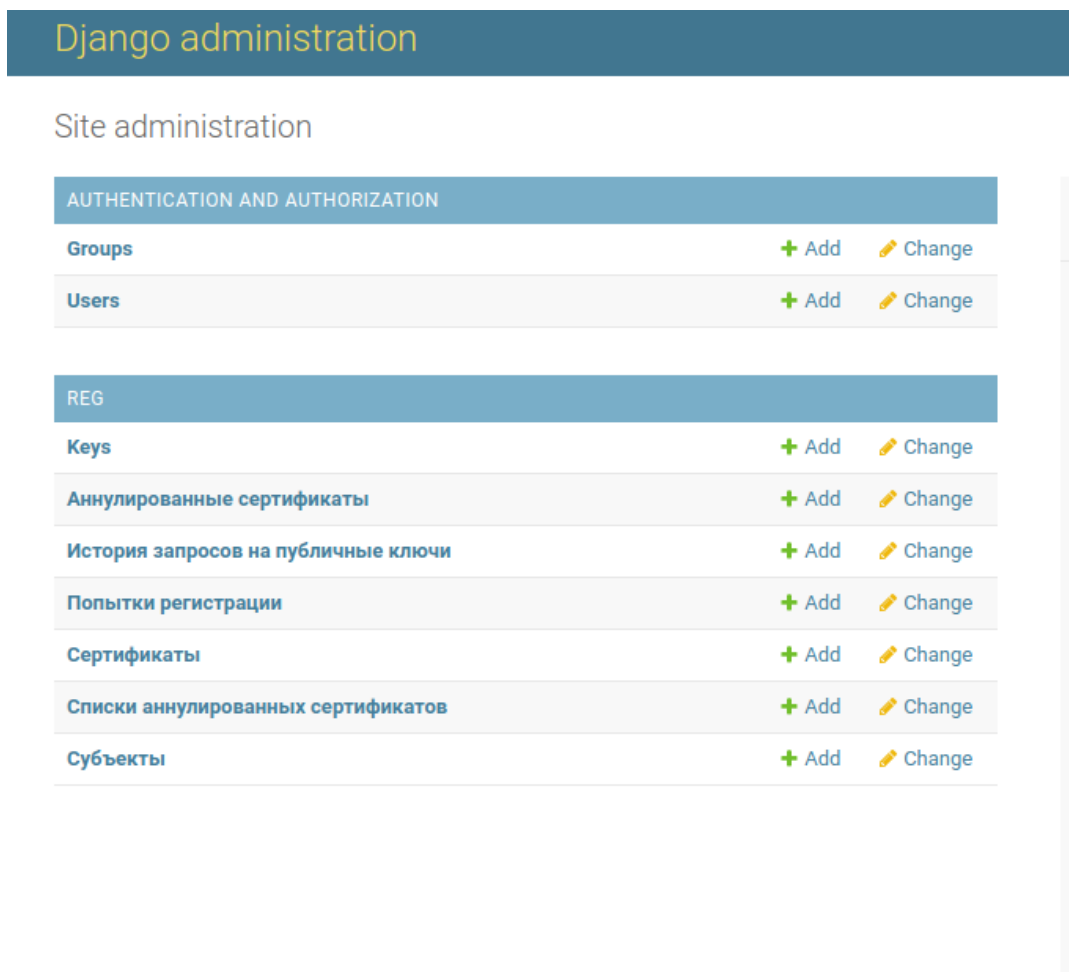 Django administration
Site administration
AUTHENTICATION AND AUTHORIZATION
Groups Add Change
Users Add Change
REG
Keys Add Change
Аннулированные сертификаты Add Change
История запросов на публичные ключи Add Change
Попытки регистрации Add Change
Сертификаты Add Change
Списки аннулированных сертификатов Add Change
Субъекты Add Change